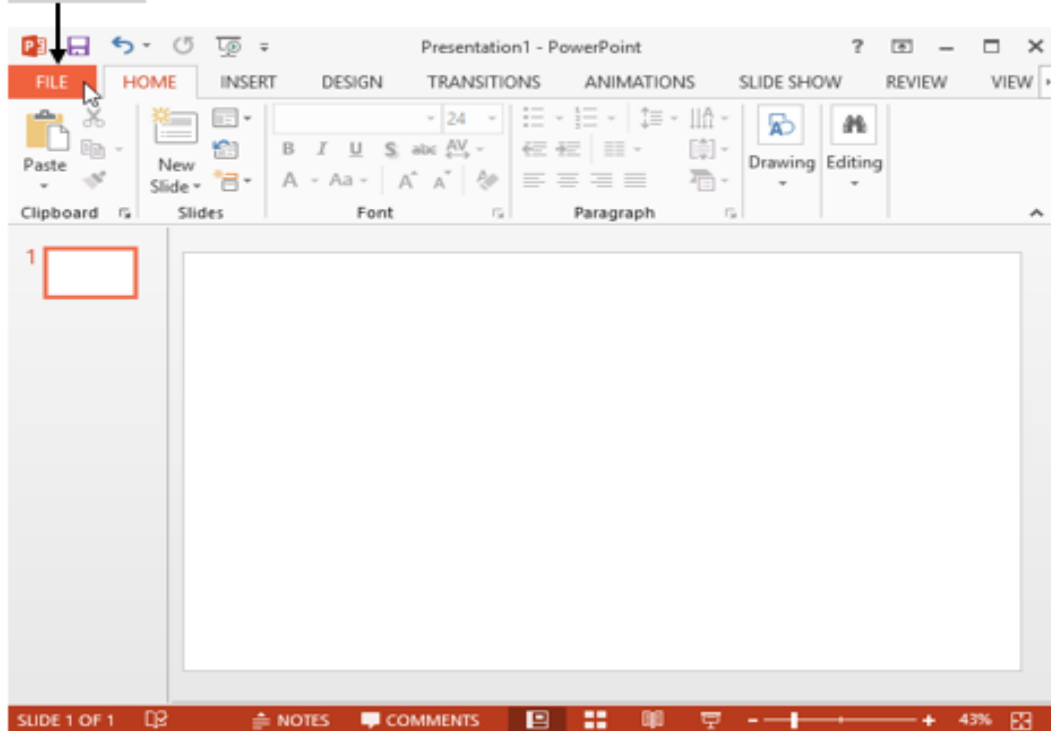 Presentation1 - PowerPoint ?
FILE HOME INSERT DESIGN TRANSITIONS ANIMATIONS SLIDE SHOW REVIEW VIEW
24
B I U S abc AV
A Aa A A
Paste
New
Slide
Drawing
Editing
Clipboard Slides Font Paragraph
1
SLIDE 1 OF 1 NOTES COMMENTS 43%